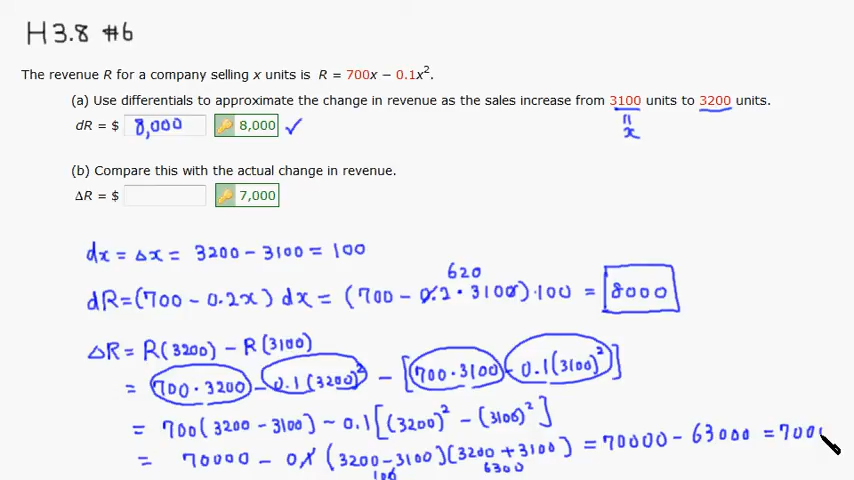 H3.8 #6
The revenue R for a company selling x units is R = 700x − 0.1x².
(a) Use differentials to approximate the change in revenue as the sales increase from 3100 units to 3200 units.
dR = $ 8,000 8,000 ✓
=
x
(b) Compare this with the actual change in revenue.
ΔR = $ 7,000
dx = Δx = 3200 − 3100 = 100
620
dR = (700 − 0.2x) dx = (700 − 0.2 · 3100) · 100 = 8000
ΔR = R(3200) − R(3100)
= 700 · 3200 − 0.1(3200)² − [700 · 3100 − 0.1(3100)²]
= 700(3200 − 3100) − 0.1[(3200)² − (3100)²]
= 70000 − 0.1 (3200 − 3100)(3200 + 3100) = 70000 − 63000 = 700
100 6300